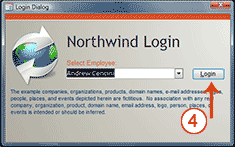 Login Dialog
Northwind Login
Select Employee:
Andrew Cencini
Login
The example companies, organizations, products, domain names, e-mail addresses, logos,
people, places, and events depicted herein are fictitious. No association with any real
company, organization, product, domain name, email address, logo, person, places, or
events is intended or should be inferred.
4